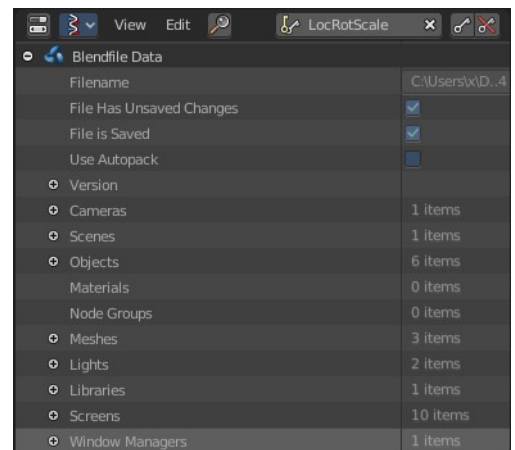 View Edit LocRotScale
Blendfile Data
Filename C:\Users\x\D..4
File Has Unsaved Changes
File is Saved
Use Autopack
Version
Cameras 1 items
Scenes 1 items
Objects 6 items
Materials 0 items
Node Groups 0 items
Meshes 3 items
Lights 2 items
Libraries 1 items
Screens 10 items
Window Managers 1 items